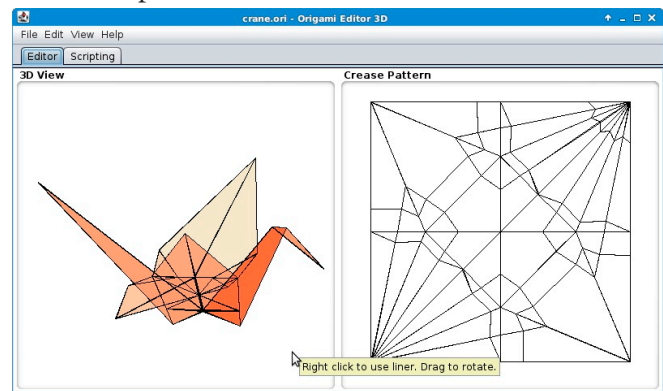 crane.ori - Origami Editor 3D
File Edit View Help
Editor Scripting
3D View
Crease Pattern
Right click to use liner. Drag to rotate.